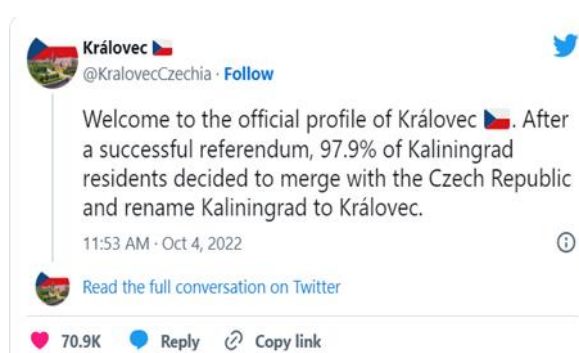 Královec 🇨🇿
@KralovecCzechia · Follow
Welcome to the official profile of Královec 🇨🇿. After
a successful referendum, 97.9% of Kaliningrad
residents decided to merge with the Czech Republic
and rename Kaliningrad to Královec.
11:53 AM · Oct 4, 2022
Read the full conversation on Twitter
70.9K Reply Copy link